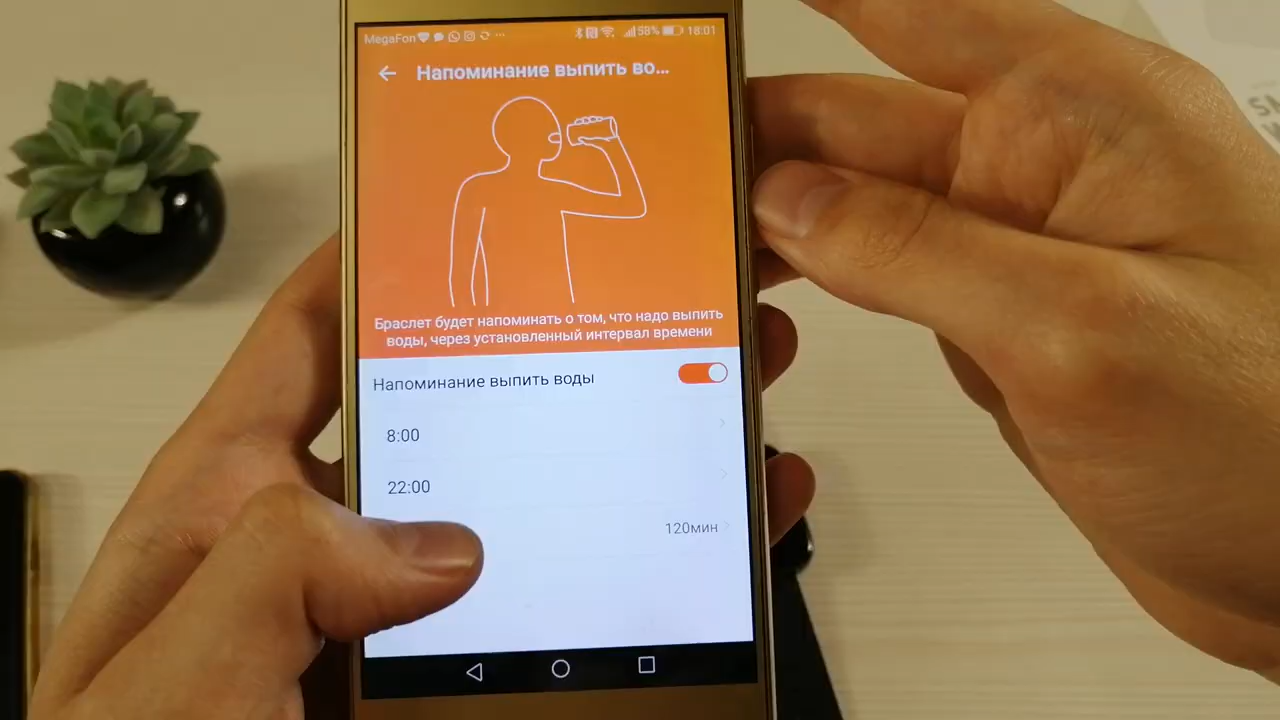 MegaFon 58% 18:01
Напоминание выпить во...
Браслет будет напоминать о том, что надо выпить
воды, через установленный интервал времени
Напоминание выпить воды
8:00
22:00
120мин